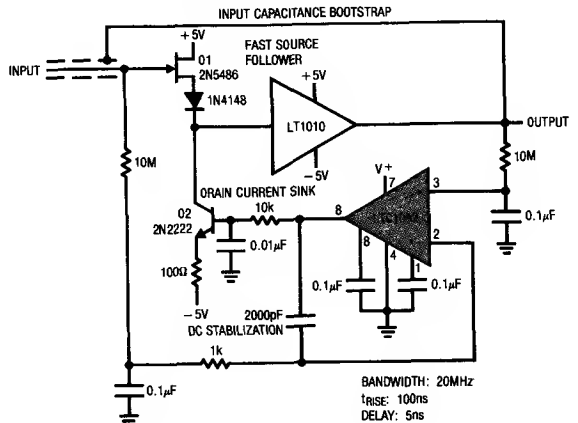 INPUT CAPACITANCE BOOTSTRAP
+5V
FAST SOURCE
FOLLOWER
O1
2N5486
INPUT
1N4148
+5V
LT1010
OUTPUT
-5V
10M
10M
V+
7
3
DRAIN CURRENT SINK
10k
8
O2
2N2222
8
4
1
2
0.1μF
0.01μF
100Ω
0.1μF
0.1μF
-5V
2000pF
DC STABILIZATION
1k
0.1μF
BANDWIDTH: 20MHz
tRISE: 100ns
DELAY: 5ns